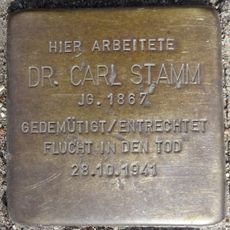 HIER ARBEITETE
DR. CARL STAMM
JG. 1867
GEDEMÜTIGT/ENTRECHTET
FLUCHT IN DEN TOD
28.10.1941